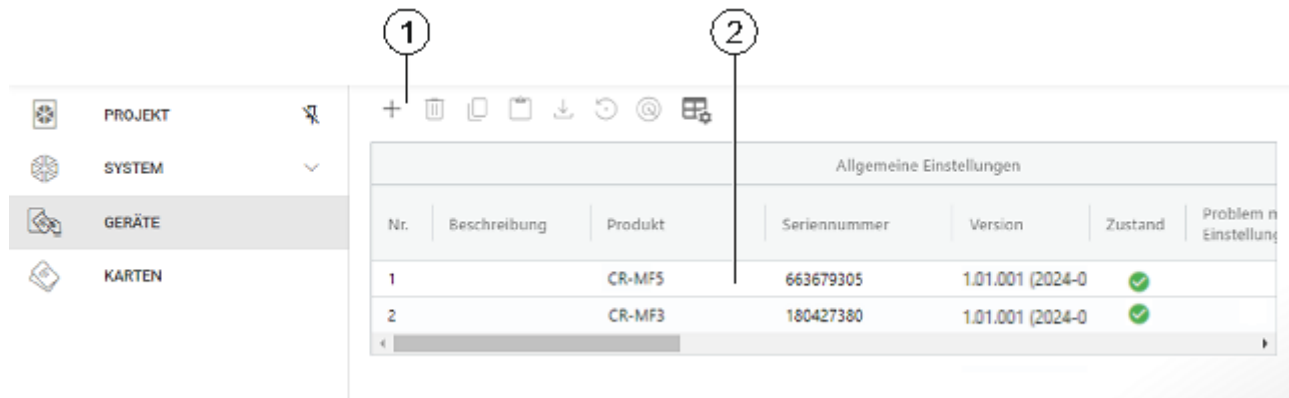 1 2
PROJEKT
SYSTEM
GERÄTE
KARTEN
Allgemeine Einstellungen
Nr. Beschreibung Produkt Seriennummer Version Zustand Problem m
Einstellung
1 CR-MF5 663679305 1.01.001 (2024-0
2 CR-MF3 180427380 1.01.001 (2024-0